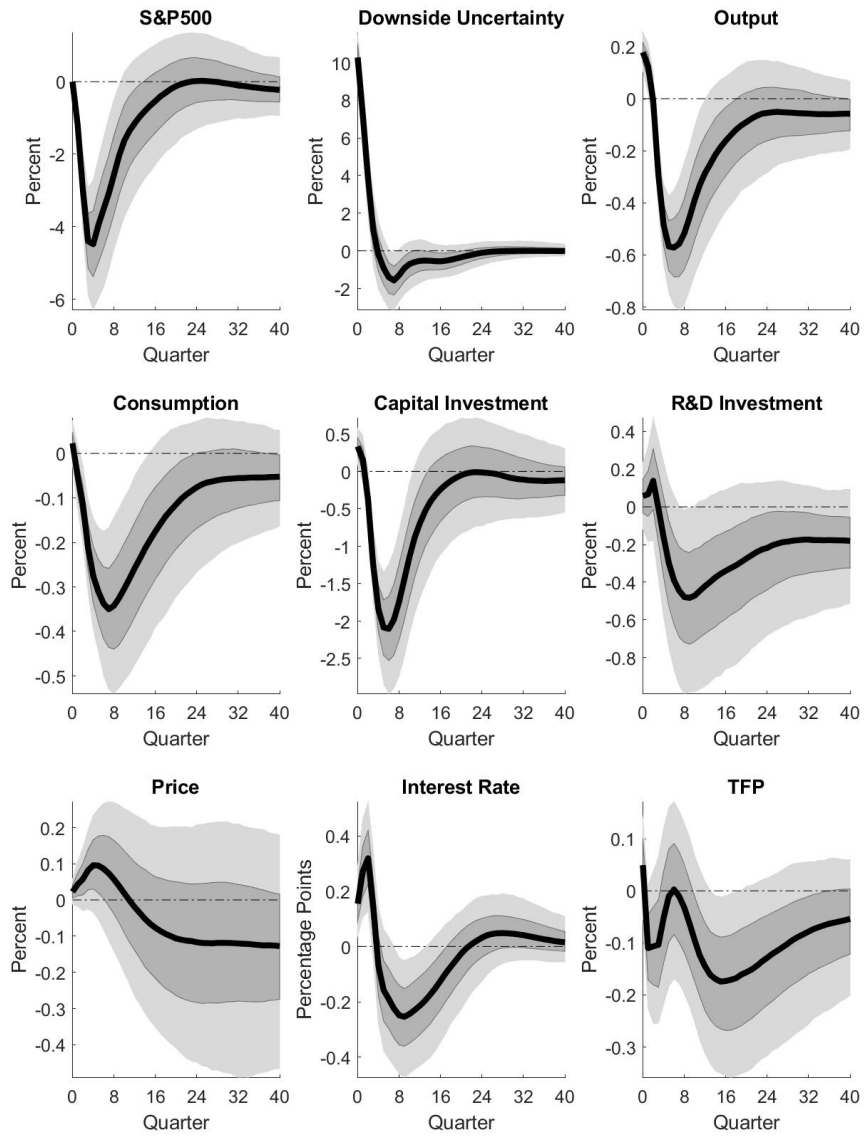 S&P500
Downside Uncertainty
Output
Percent
0
-2
-4
-6
0 8 16 24 32 40
Quarter
Percent
10
8
6
4
2
0
-2
0 8 16 24 32 40
Quarter
Percent
0.2
0
-0.2
-0.4
-0.6
-0.8
0 8 16 24 32 40
Quarter
Consumption
Capital Investment
R&D Investment
Percent
0
-0.1
-0.2
-0.3
-0.4
-0.5
0 8 16 24 32 40
Quarter
Percent
0.5
0
-0.5
-1
-1.5
-2
-2.5
0 8 16 24 32 40
Quarter
Percent
0.4
0.2
0
-0.2
-0.4
-0.6
-0.8
0 8 16 24 32 40
Quarter
Price
Interest Rate
TFP
Percent
0.2
0.1
0
-0.1
-0.2
-0.3
-0.4
0 8 16 24 32 40
Quarter
Percentage Points
0.4
0.2
0
-0.2
-0.4
0 8 16 24 32 40
Quarter
Percent
0.1
0
-0.1
-0.2
-0.3
0 8 16 24 32 40
Quarter